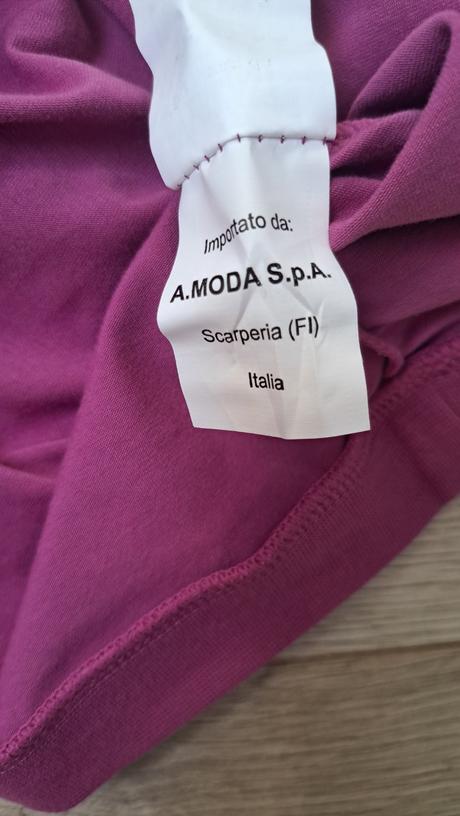 Importato da:
A.MODA S.p.A.
Scarperia (FI)
Italia